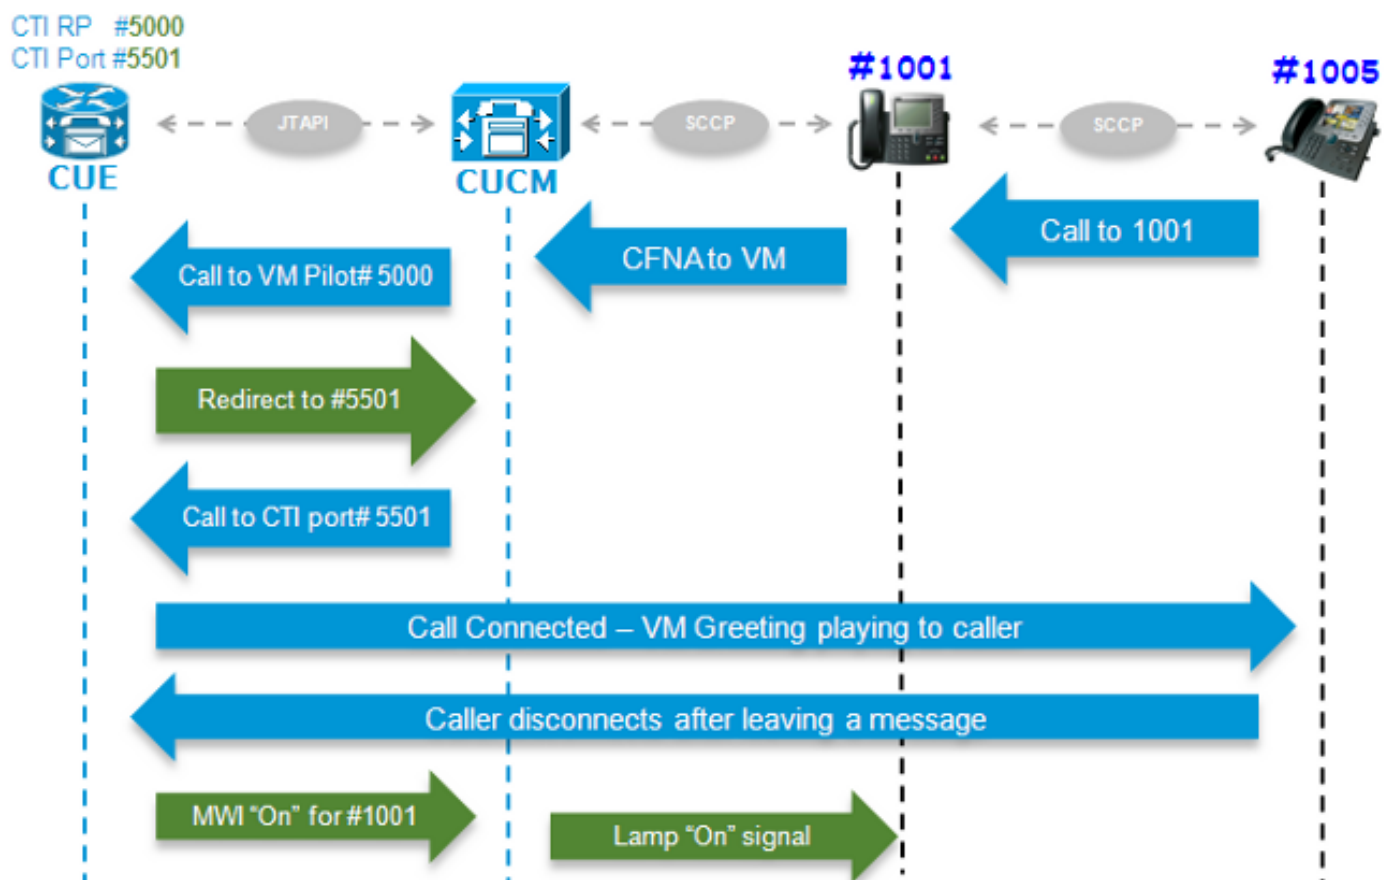 CTI RP #5000
CTI Port #5501
#1001
#1005
JTAPI
SCCP
SCCP
CUE
CUCM
Call to 1001
CFNA to VM
Call to VM Pilot# 5000
Redirect to #5501
Call to CTI port# 5501
Call Connected – VM Greeting playing to caller
Caller disconnects after leaving a message
MWI “On” for #1001
Lamp “On” signal